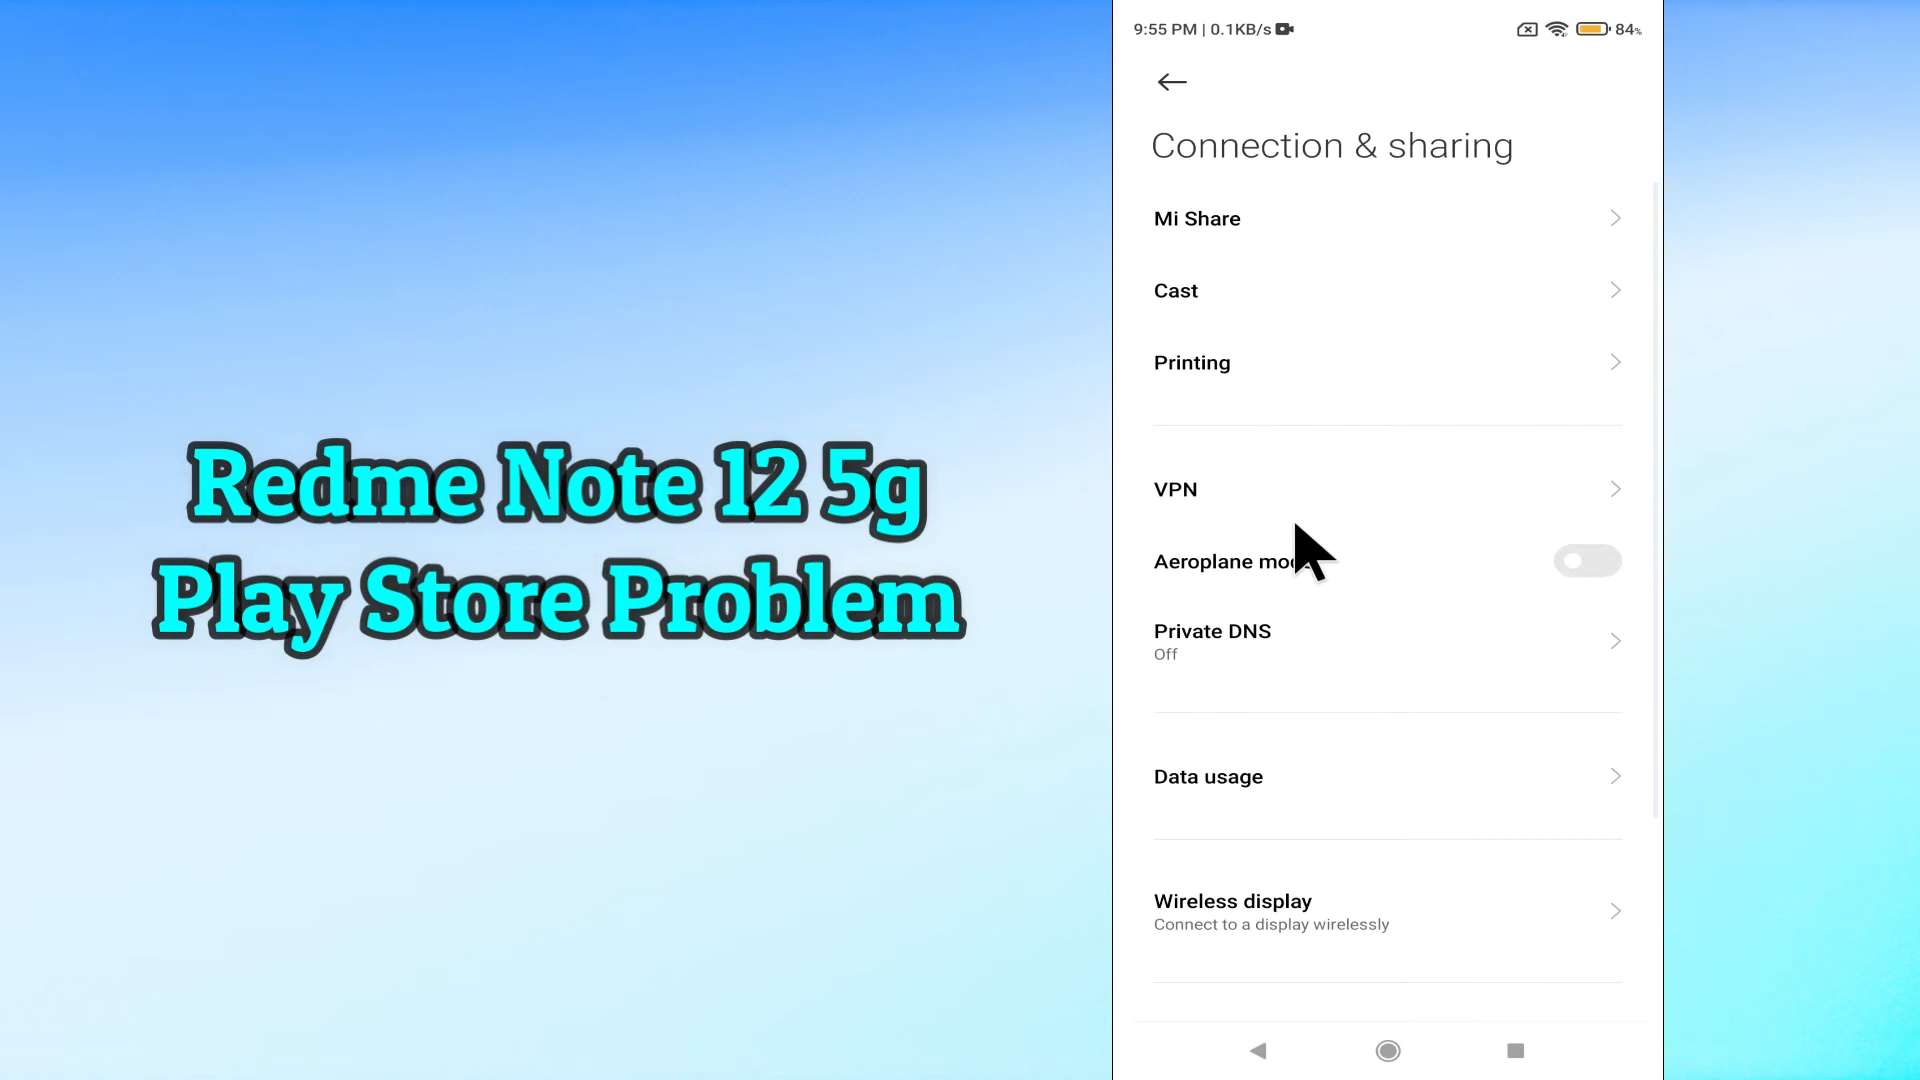 Redme Note 12 5g
Play Store Problem
9:55 PM | 0.1KB/s
84%
Connection & sharing
Mi Share
Cast
Printing
VPN
Aeroplane
Private DNS
Off
Data usage
Wireless display
Connect to a display wirelessly